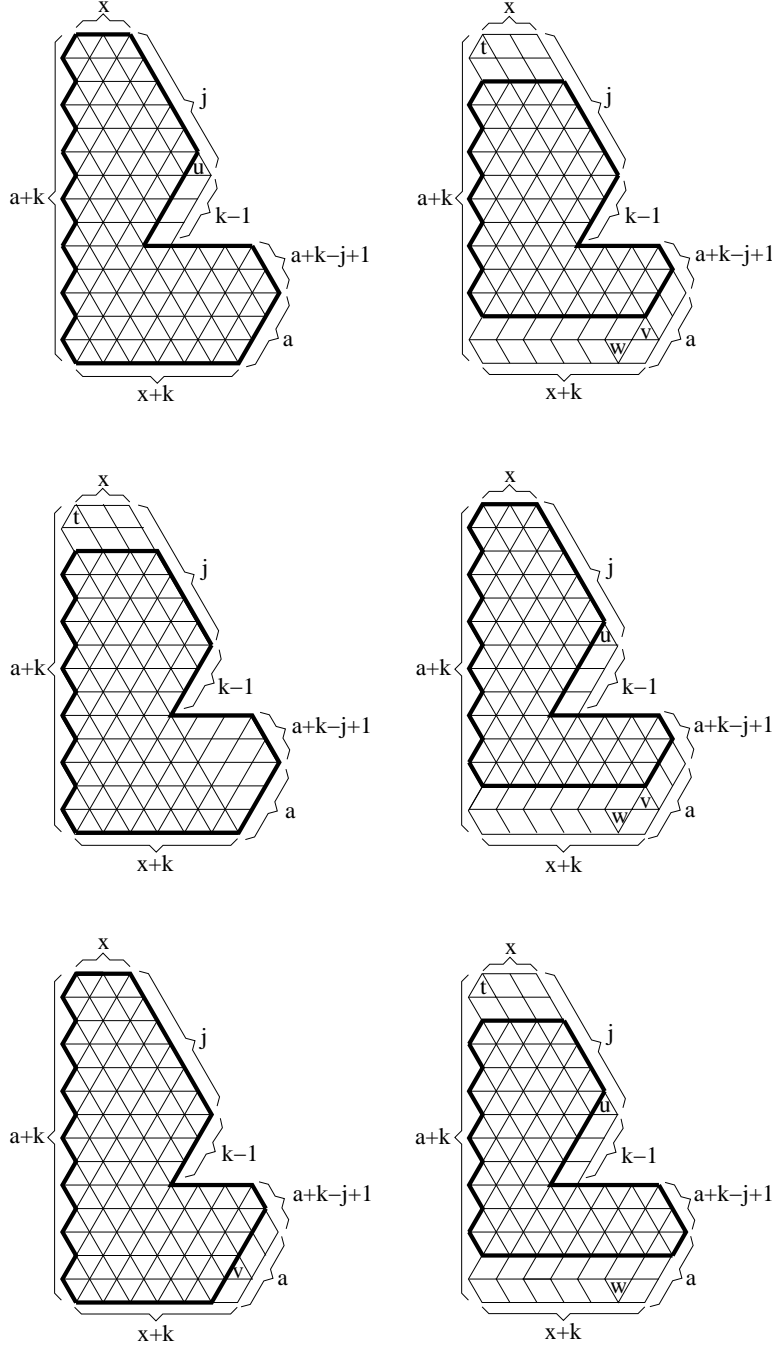 x x
t
j j
u
a+k a+k
k−1 k−1
a+k−j+1 a+k−j+1
v
a w a
x+k x+k
x x
t
j j
u
a+k a+k
k−1 k−1
a+k−j+1 a+k−j+1
v
a w a
x+k x+k
x x
t
j j
u
a+k a+k
k−1 k−1
a+k−j+1 a+k−j+1
v a w a
x+k x+k